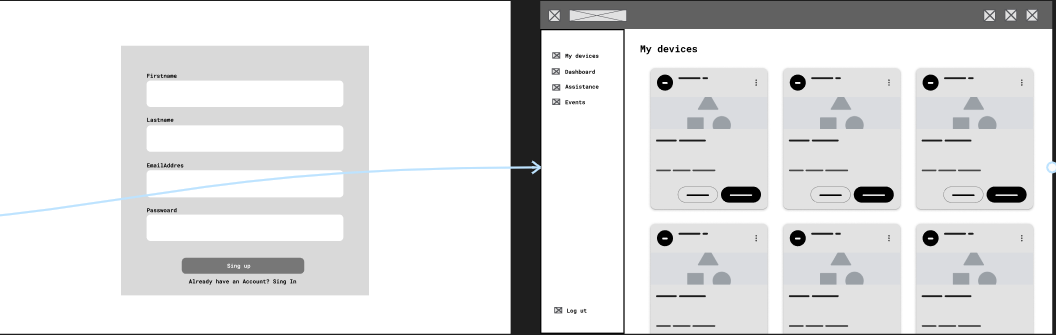 Firstname
Lastname
EmailAddres
Passwoard
Sing up
Already have an Account? Sing In
My devices
Dashboard
Assistance
Events
Log ut
My devices